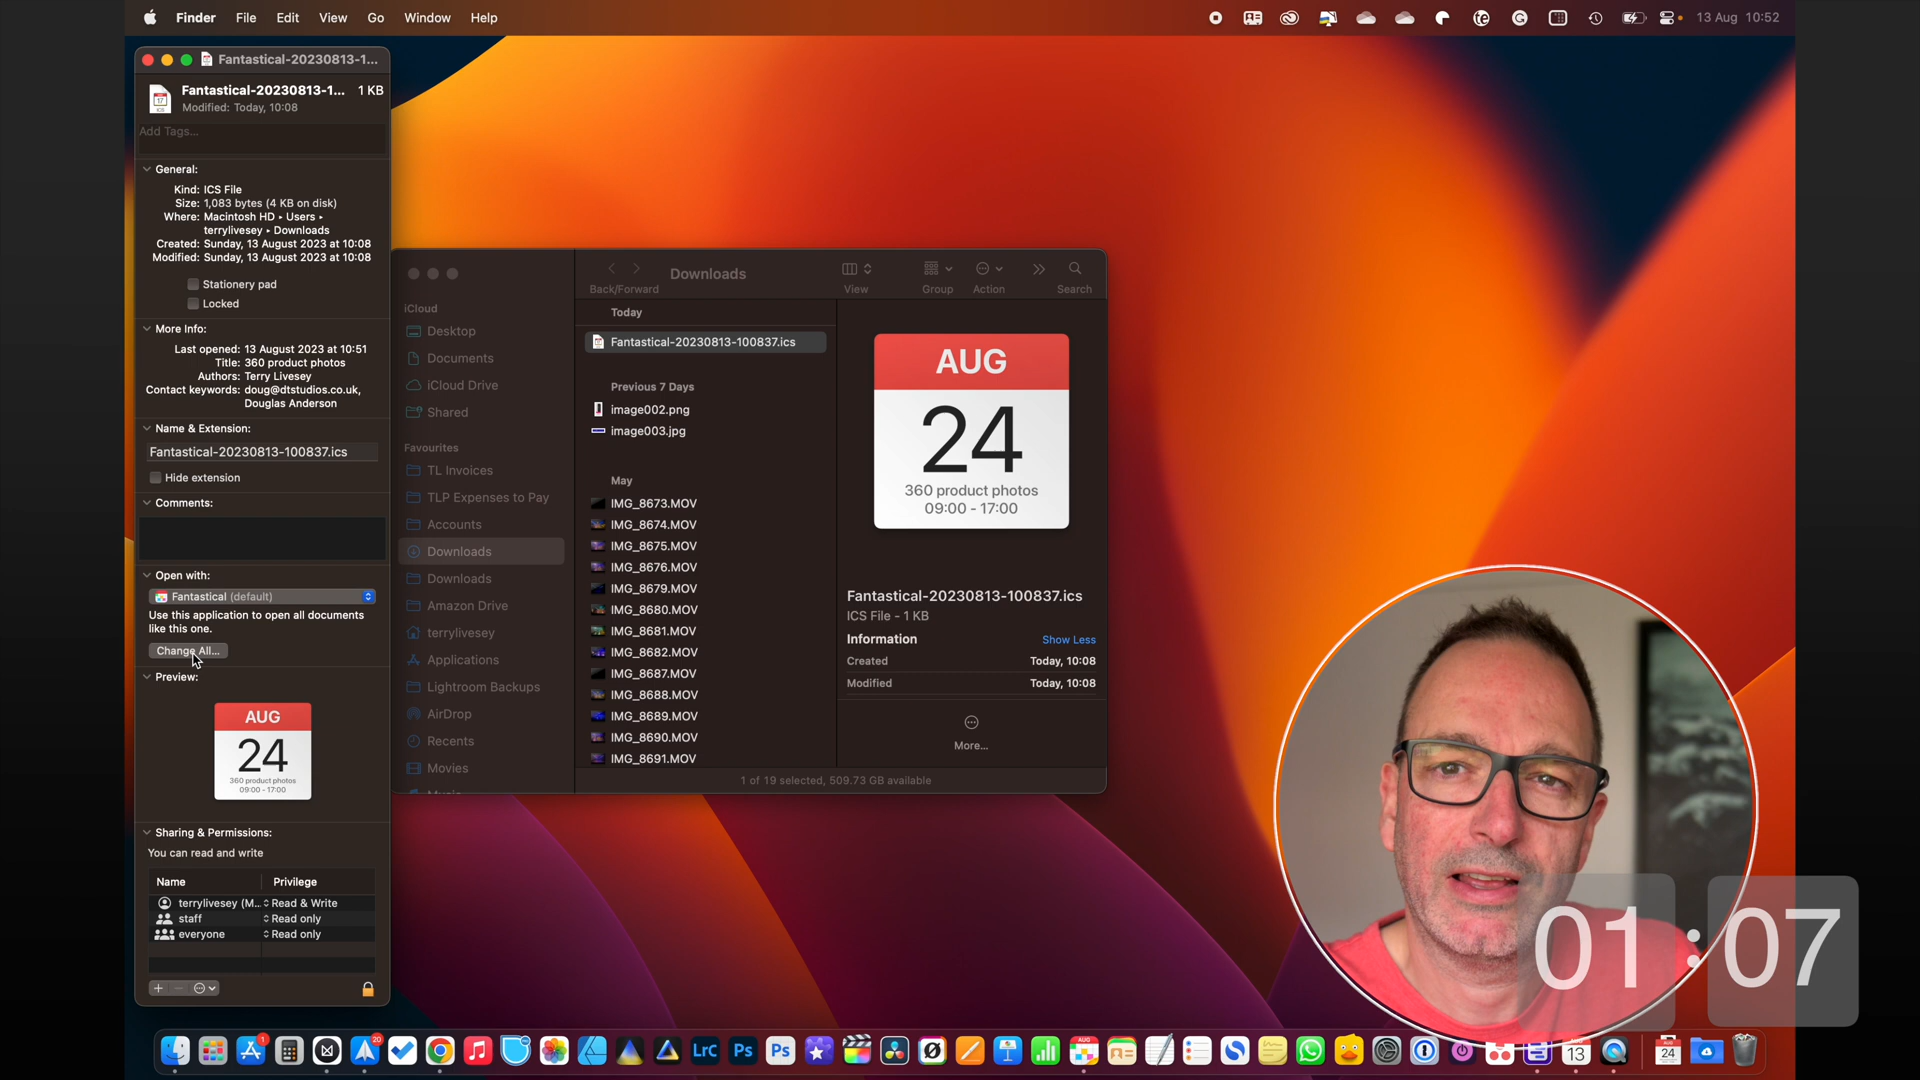 Finder File Edit View Go Window Help
13 Aug 10:52
Fantastical-20230813-1...
Fantastical-20230813-1... 1 KB
Modified: Today, 10:08
Add Tags...
General:
Kind: ICS File
Size: 1,083 bytes (4 KB on disk)
Where: Macintosh HD ▸ Users ▸
terrylivesey ▸ Downloads
Created: Sunday, 13 August 2023 at 10:08
Modified: Sunday, 13 August 2023 at 10:08
Stationery pad
Locked
More Info:
Last opened: 13 August 2023 at 10:51
Title: 360 product photos
Authors: Terry Livesey
Contact keywords: doug@dtstudios.co.uk,
Douglas Anderson
Name & Extension:
Fantastical-20230813-100837.ics
Hide extension
Comments:
Open with:
Fantastical (default)
Use this application to open all documents
like this one.
Change All...
Preview:
AUG
24
360 product photos
09:00 - 17:00
Sharing & Permissions:
You can read and write
Name Privilege
terrylivesey (M... Read & Write
staff Read only
everyone Read only
Downloads
Back/Forward View Group Action Search
iCloud
Desktop
Documents
iCloud Drive
Shared
Favourites
TL Invoices
TLP Expenses to Pay
Accounts
Downloads
Downloads
Amazon Drive
terrylivesey
Applications
Lightroom Backups
AirDrop
Recents
Movies
Today
Fantastical-20230813-100837.ics
Previous 7 Days
image002.png
image003.jpg
May
IMG_8673.MOV
IMG_8674.MOV
IMG_8675.MOV
IMG_8676.MOV
IMG_8679.MOV
IMG_8680.MOV
IMG_8681.MOV
IMG_8682.MOV
IMG_8687.MOV
IMG_8688.MOV
IMG_8689.MOV
IMG_8690.MOV
IMG_8691.MOV
AUG
24
360 product photos
09:00 - 17:00
Fantastical-20230813-100837.ics
ICS File - 1 KB
Information Show Less
Created Today, 10:08
Modified Today, 10:08
More...
1 of 19 selected, 509.73 GB available
01:07
1
20
LrC
Ps
Ps
13
24